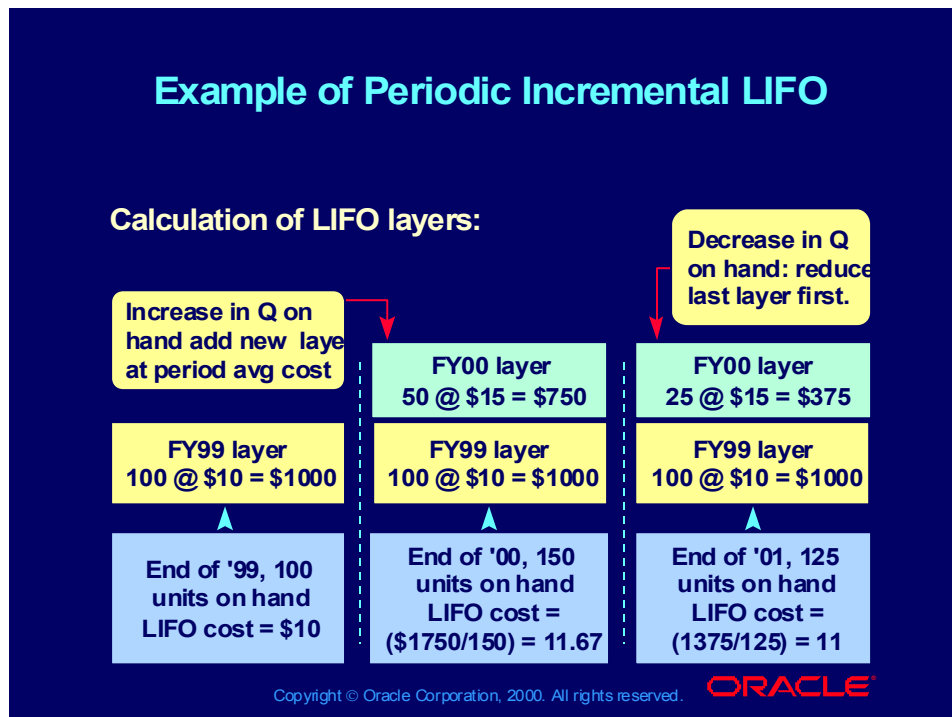 Example of Periodic Incremental LIFO
Calculation of LIFO layers:
Increase in Q on
hand add new laye
at period avg cost
Decrease in Q
on hand: reduce
last layer first.
FY00 layer
50 @ $15 = $750
FY00 layer
25 @ $15 = $375
FY99 layer
100 @ $10 = $1000
FY99 layer
100 @ $10 = $1000
FY99 layer
100 @ $10 = $1000
End of '99, 100
units on hand
LIFO cost = $10
End of '00, 150
units on hand
LIFO cost =
($1750/150) = 11.67
End of '01, 125
units on hand
LIFO cost =
(1375/125) = 11
Copyright © Oracle Corporation, 2000. All rights reserved.
ORACLE®